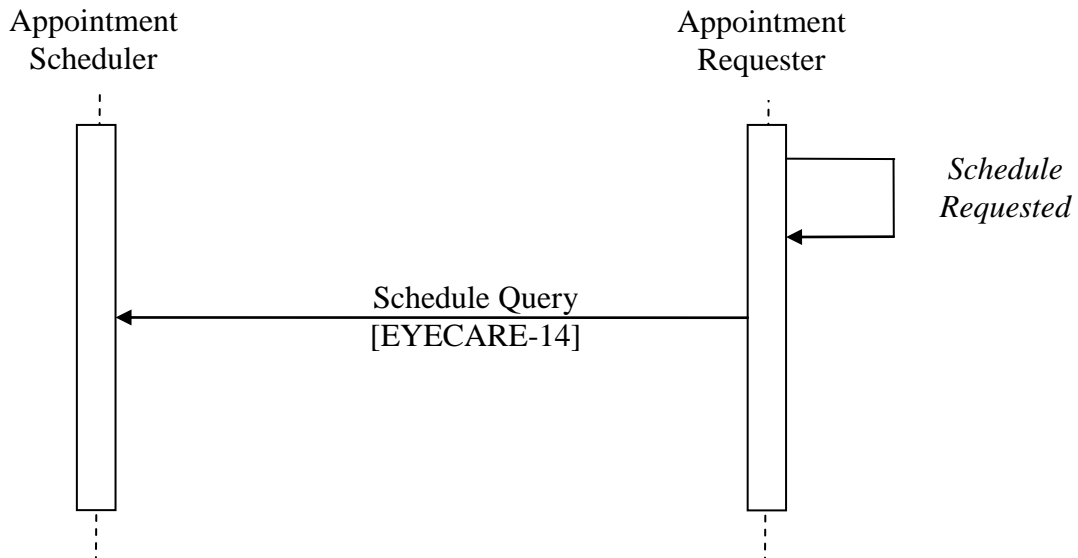 Appointment
Scheduler
Appointment
Requester
Schedule
Requested
Schedule Query
[EYECARE-14]